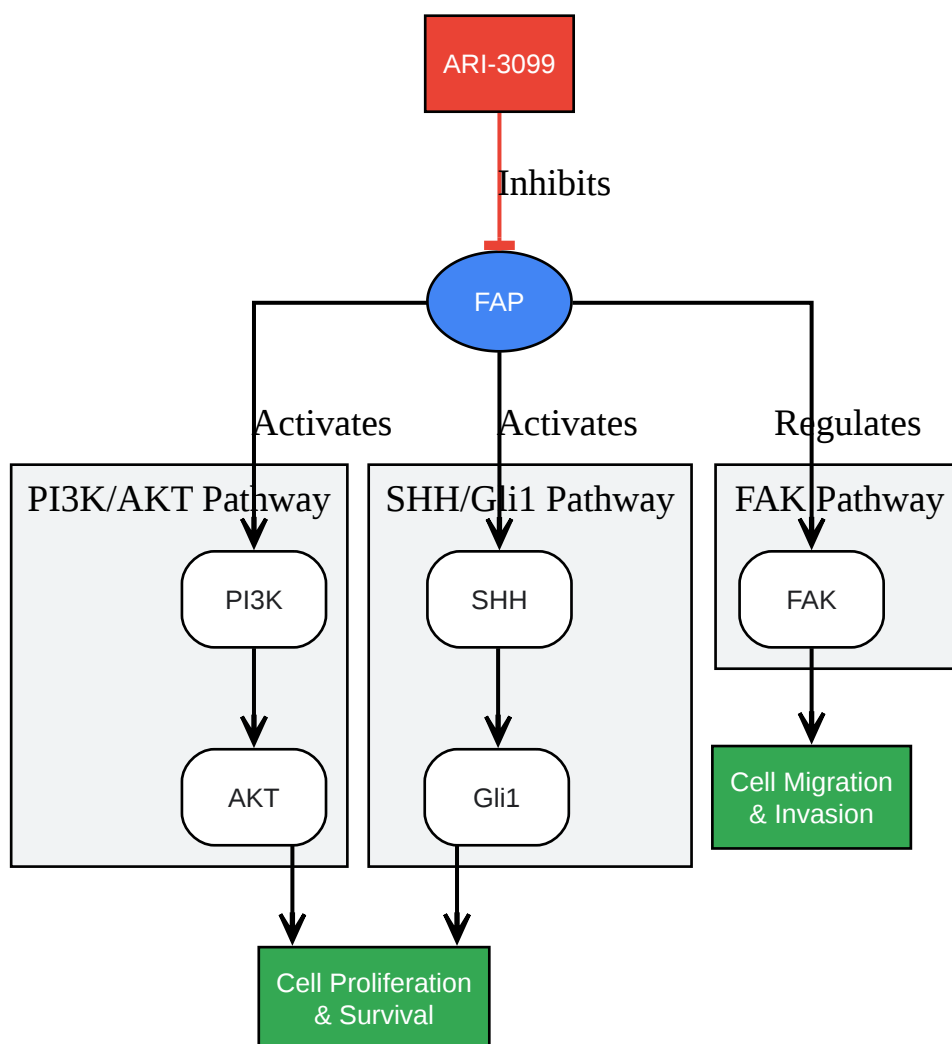 ARI-3099
Inhibits
FAP
Activates
Activates
Regulates
PI3K/AKT Pathway
SHH/Gli1 Pathway
FAK Pathway
PI3K
SHH
FAK
AKT
Gli1
Cell Migration
& Invasion
Cell Proliferation
& Survival